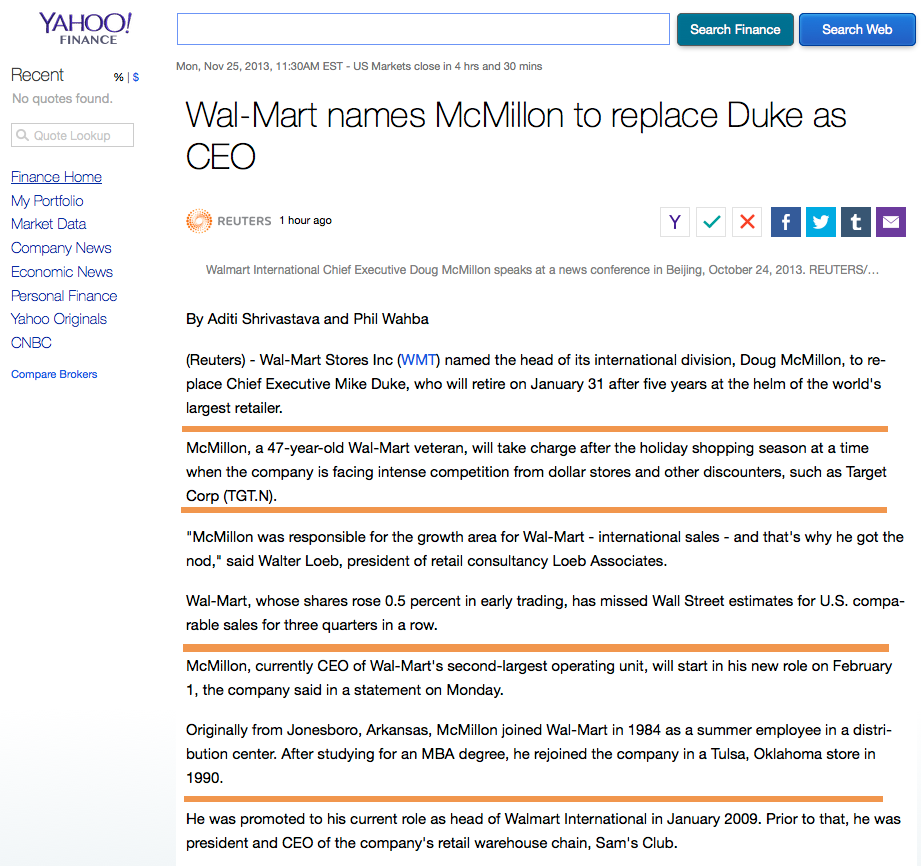 YAHOO!
FINANCE
Search Finance
Search Web
Mon, Nov 25, 2013, 11:30AM EST - US Markets close in 4 hrs and 30 mins
Recent
% | $
No quotes found.
Quote Lookup
Finance Home
My Portfolio
Market Data
Company News
Economic News
Personal Finance
Yahoo Originals
CNBC
Compare Brokers
Wal-Mart names McMillon to replace Duke as
CEO
REUTERS 1 hour ago
Y
f
t
Walmart International Chief Executive Doug McMillon speaks at a news conference in Beijing, October 24, 2013. REUTERS/...
By Aditi Shrivastava and Phil Wahba
(Reuters) - Wal-Mart Stores Inc (WMT) named the head of its international division, Doug McMillon, to re-
place Chief Executive Mike Duke, who will retire on January 31 after five years at the helm of the world's
largest retailer.
McMillon, a 47-year-old Wal-Mart veteran, will take charge after the holiday shopping season at a time
when the company is facing intense competition from dollar stores and other discounters, such as Target
Corp (TGT.N).
"McMillon was responsible for the growth area for Wal-Mart - international sales - and that's why he got the
nod," said Walter Loeb, president of retail consultancy Loeb Associates.
Wal-Mart, whose shares rose 0.5 percent in early trading, has missed Wall Street estimates for U.S. compa-
rable sales for three quarters in a row.
McMillon, currently CEO of Wal-Mart's second-largest operating unit, will start in his new role on February
1, the company said in a statement on Monday.
Originally from Jonesboro, Arkansas, McMillon joined Wal-Mart in 1984 as a summer employee in a distri-
bution center. After studying for an MBA degree, he rejoined the company in a Tulsa, Oklahoma store in
1990.
He was promoted to his current role as head of Walmart International in January 2009. Prior to that, he was
president and CEO of the company's retail warehouse chain, Sam's Club.